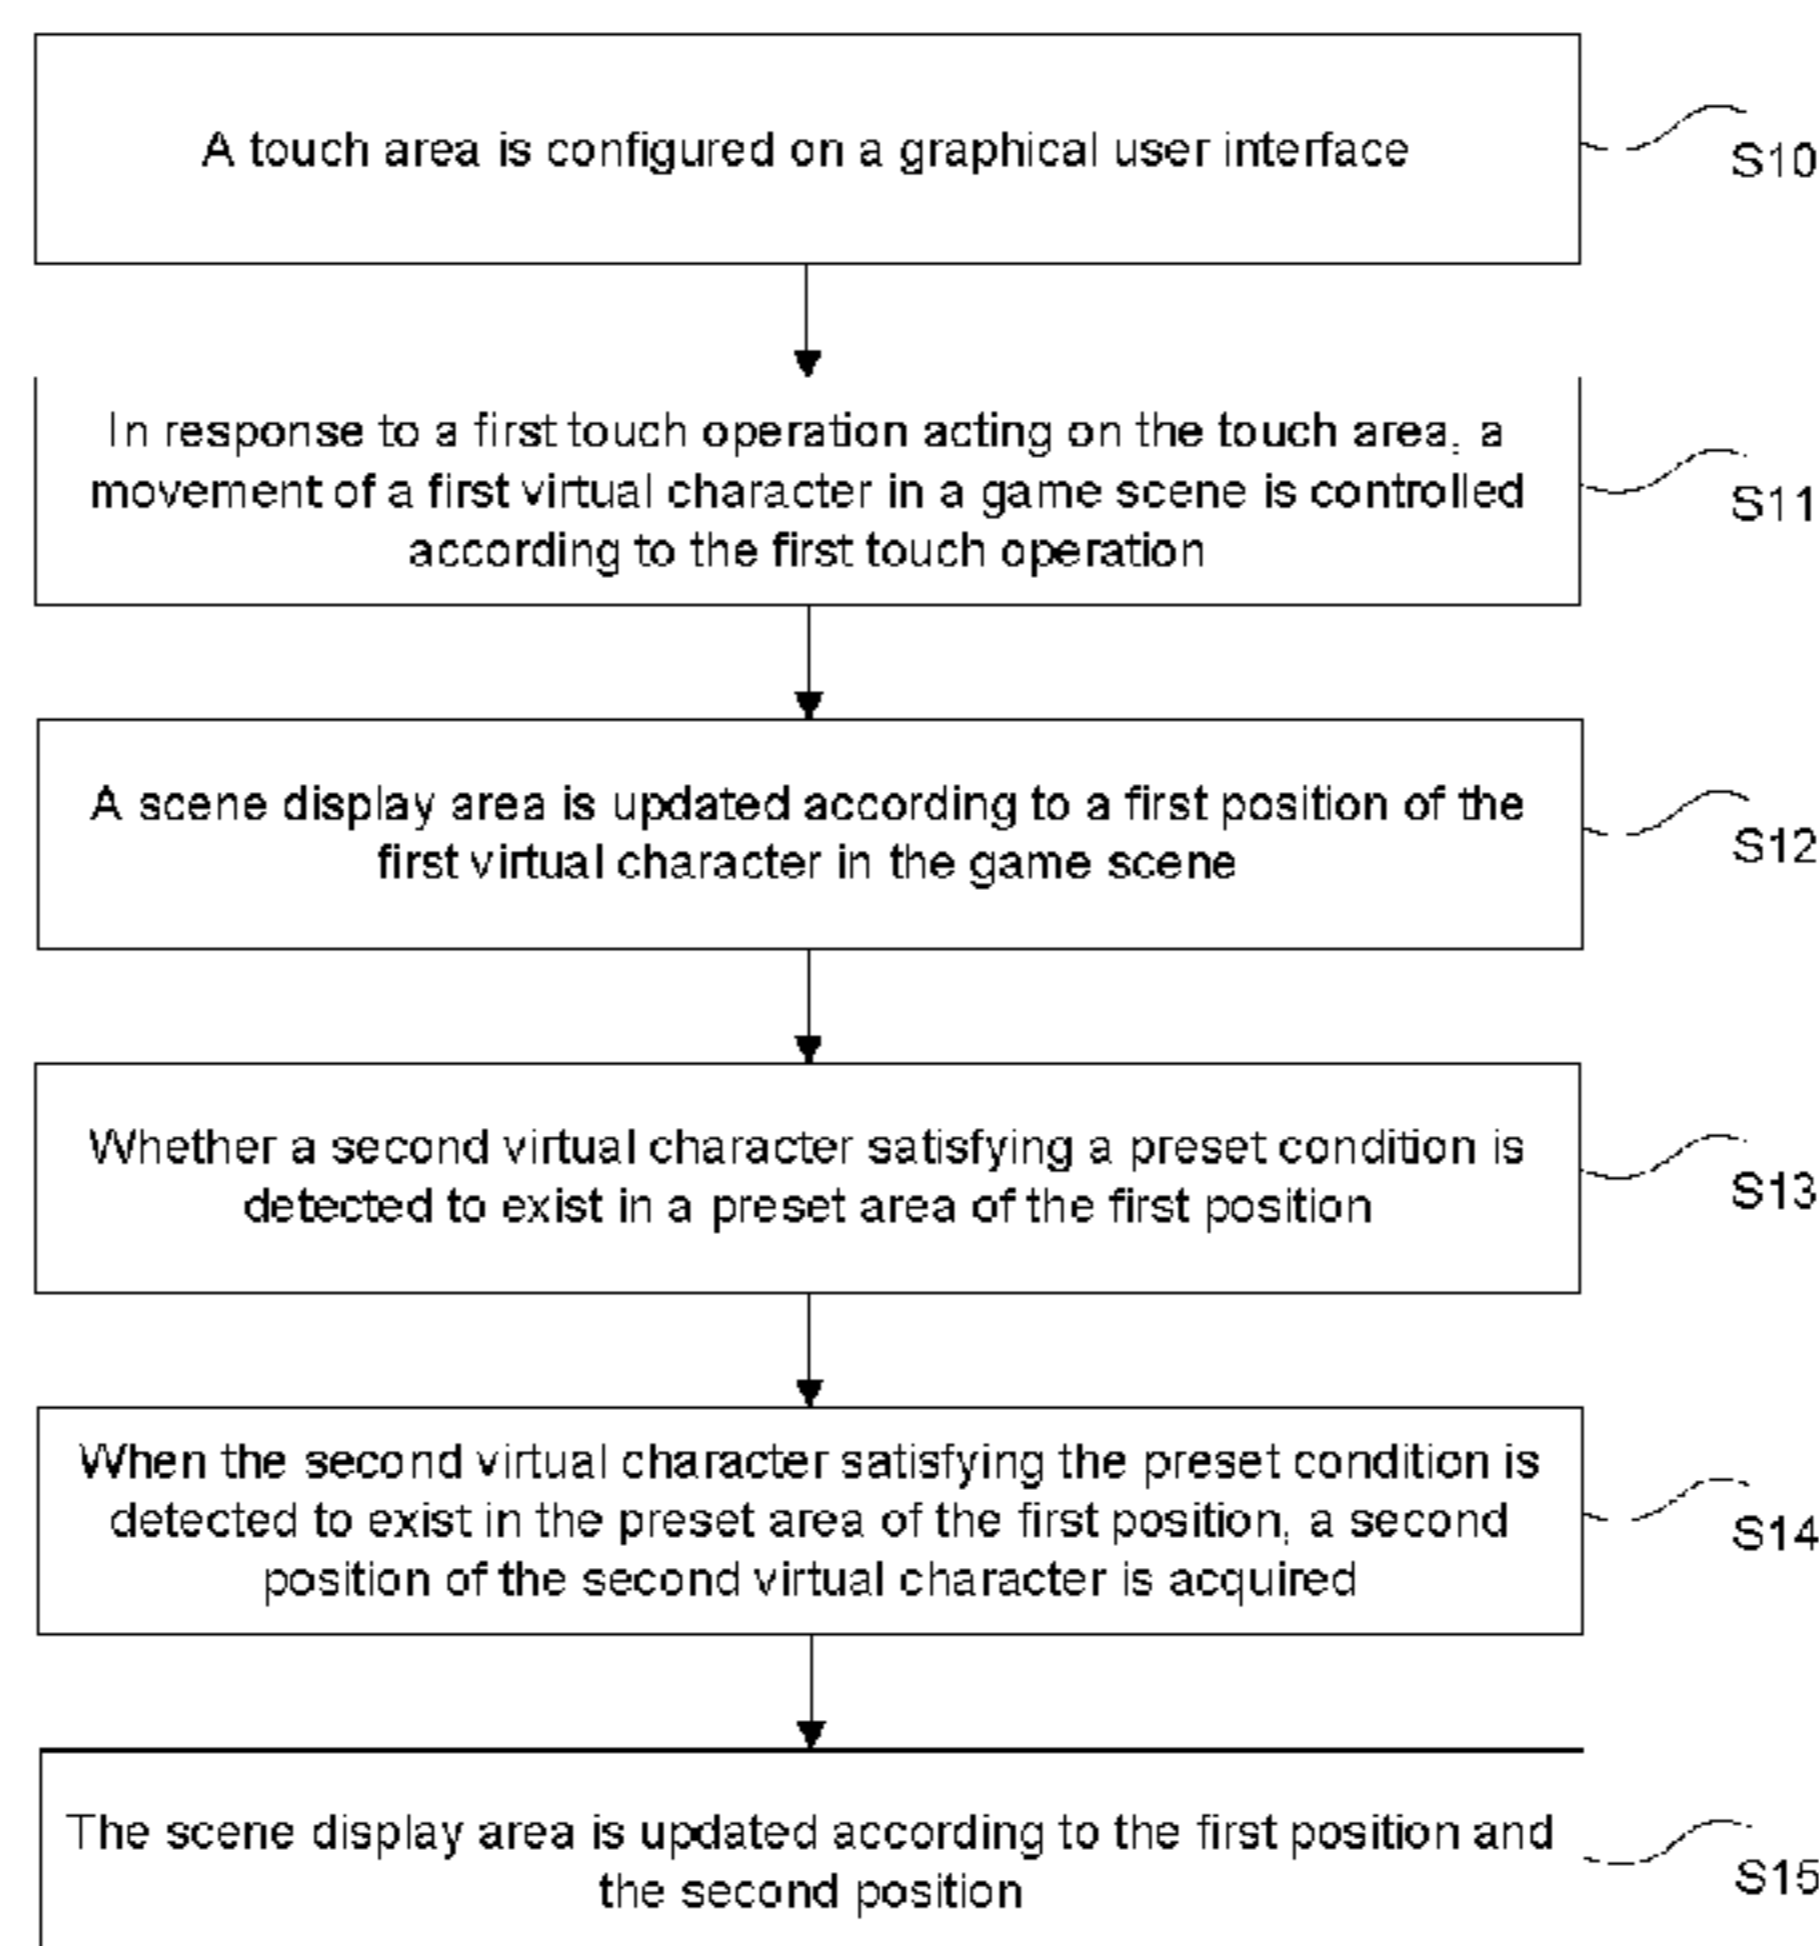 A touch area is configured on a graphical user interface
S10
In response to a first touch operation acting on the touch area, a
movement of a first virtual character in a game scene is controlled
according to the first touch operation
S11
A scene display area is updated according to a first position of the
first virtual character in the game scene
S12
Whether a second virtual character satisfying a preset condition is
detected to exist in a preset area of the first position
S13
When the second virtual character satisfying the preset condition is
detected to exist in the preset area of the first position, a second
position of the second virtual character is acquired
S14
The scene display area is updated according to the first position and
the second position
S15